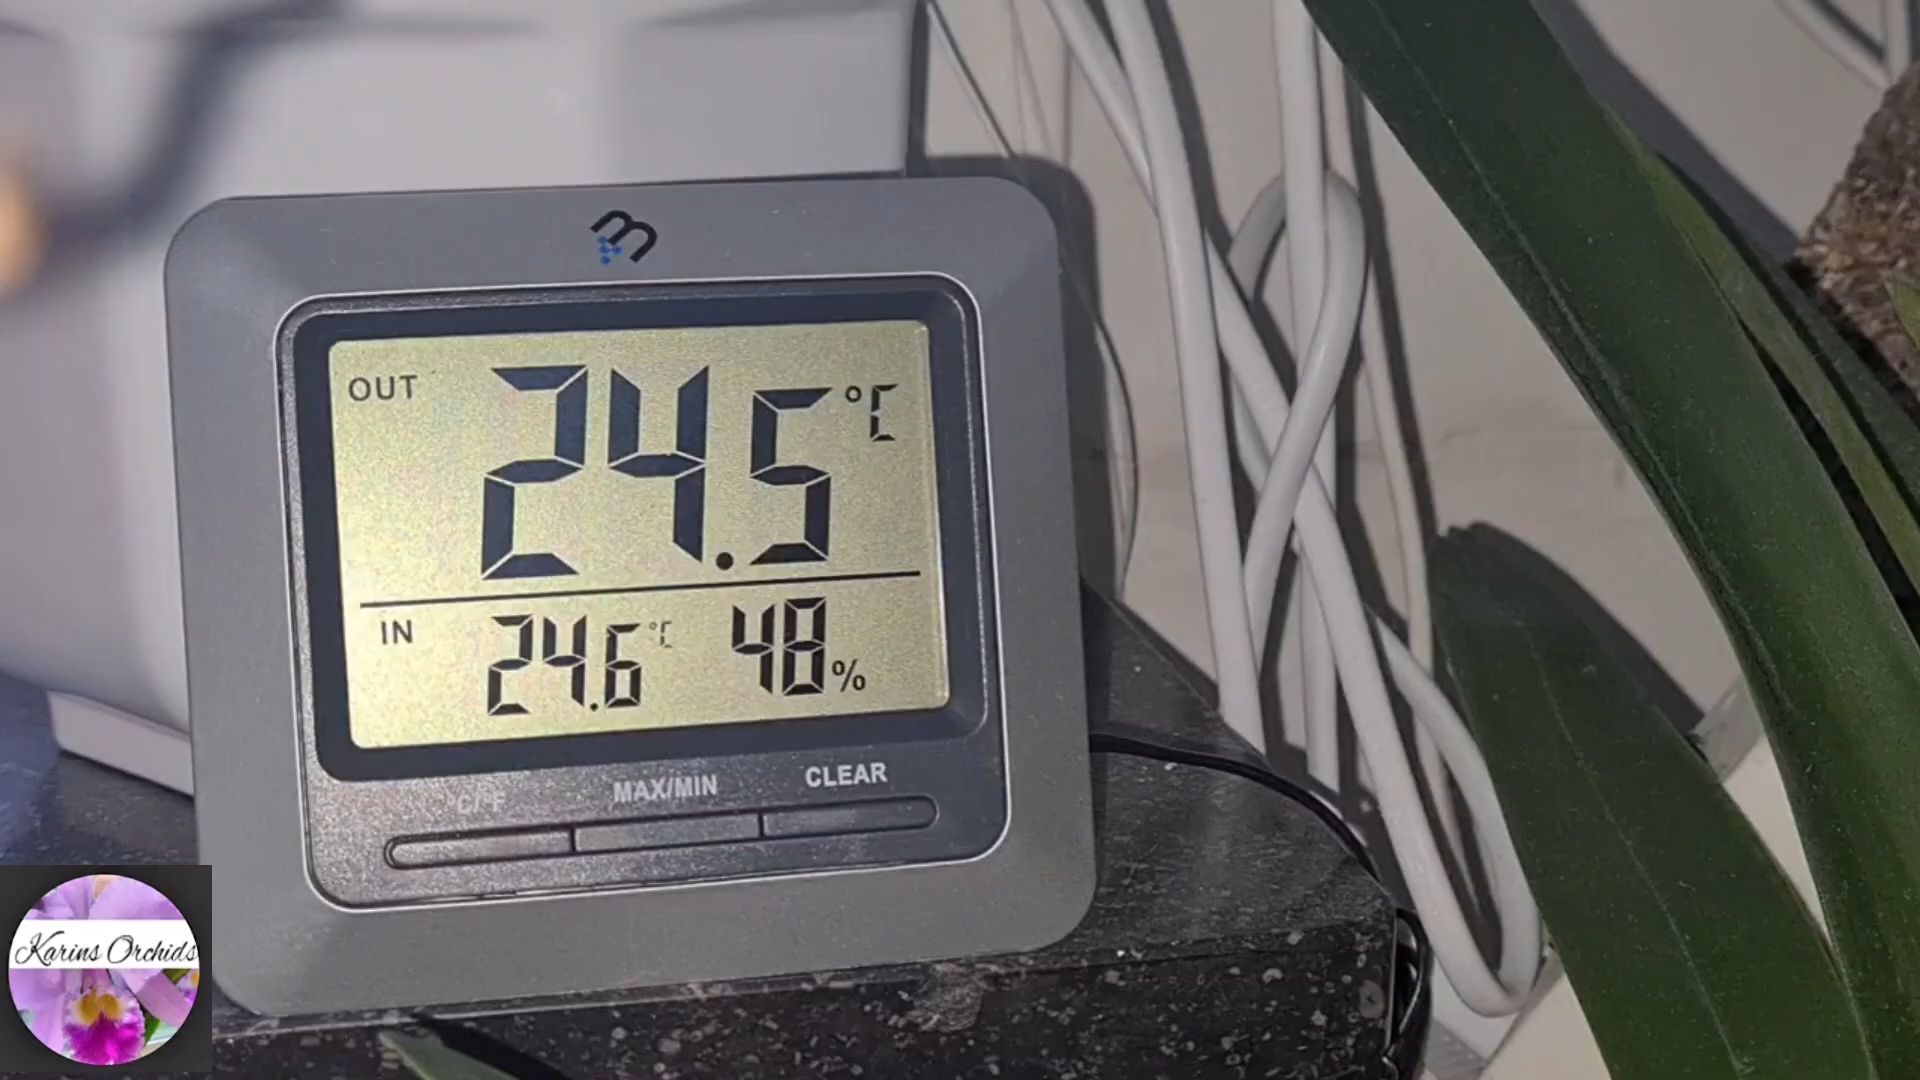 OUT 24.5 °C
IN 24.6 °C 48 %
°C/°F MAX/MIN CLEAR
Karins Orchids